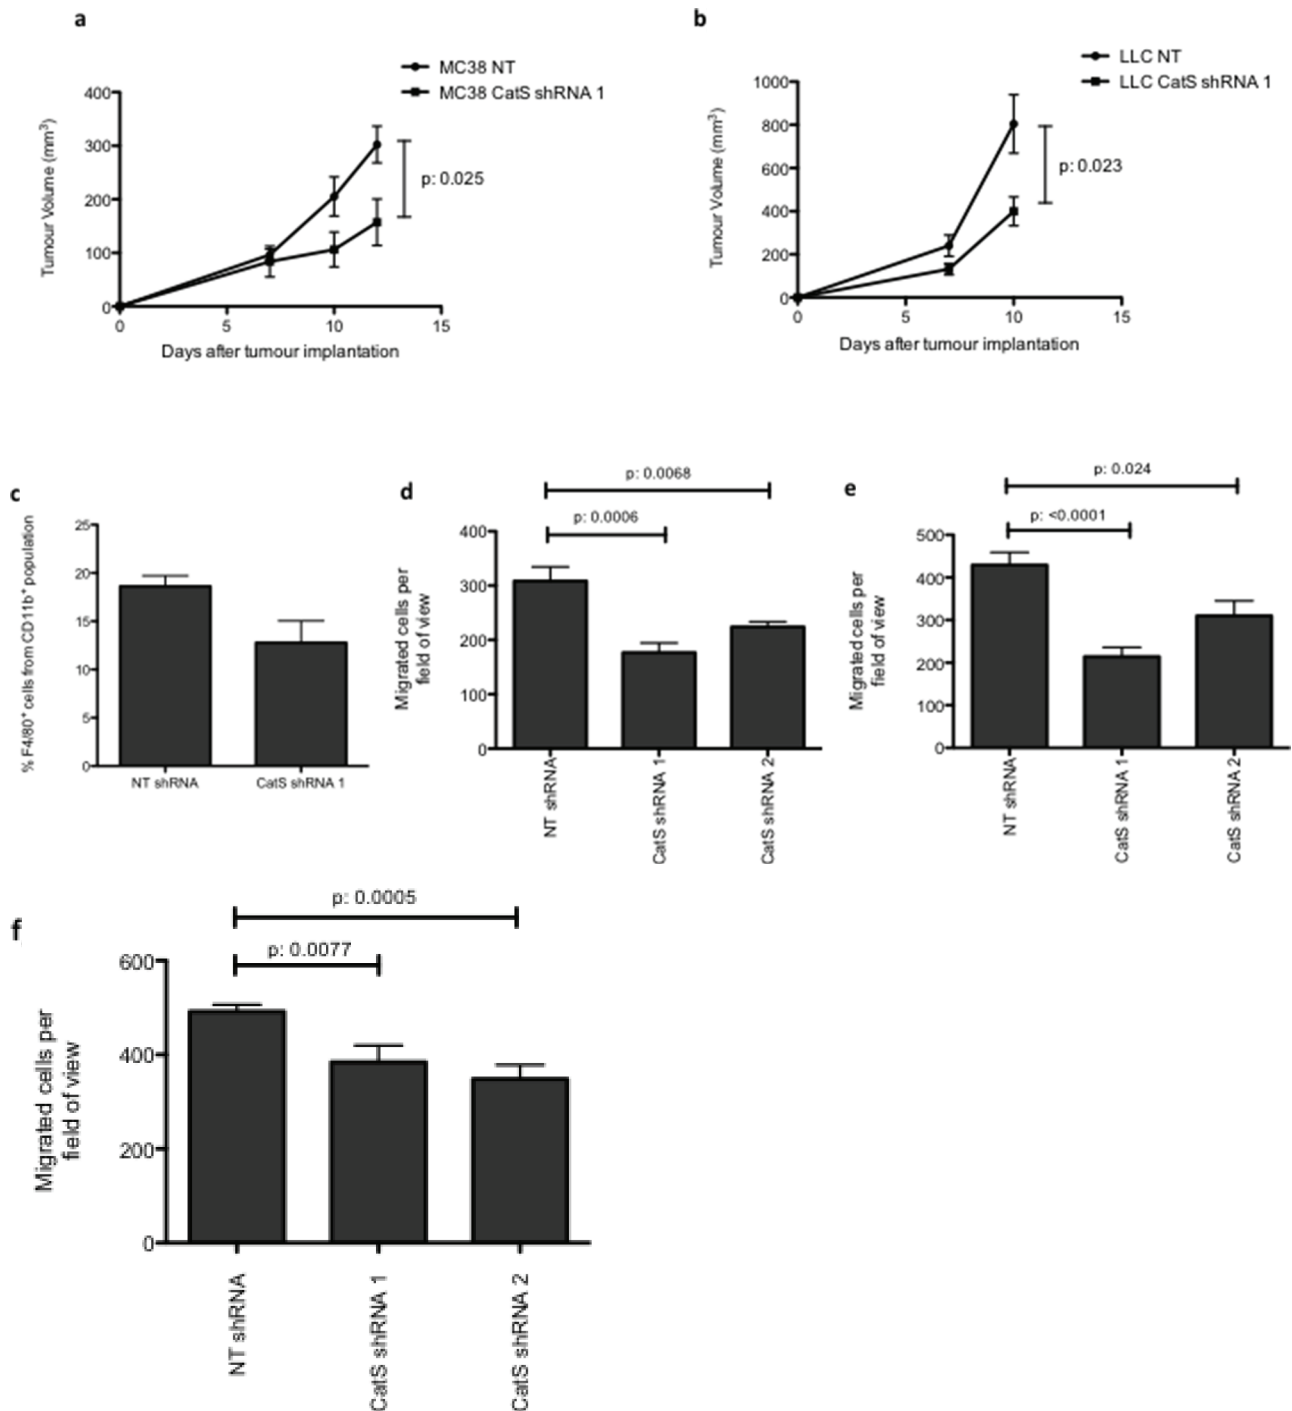 a
MC38 NT
MC38 CatS shRNA 1
400
300
200
100
0
Tumour Volume (mm³)
p: 0.025
0 5 10 15
Days after tumour implantation
b
LLC NT
LLC CatS shRNA 1
1000
800
600
400
200
0
Tumour Volume (mm³)
p: 0.023
0 5 10 15
Days after tumour implantation
c
% F4/80⁺ cells from CD11b⁺ population
25
20
15
10
5
0
NT shRNA CatS shRNA 1
d
p: 0.0068
p: 0.0006
Migrated cells per
field of view
400
300
200
100
0
NT shRNA
CatS shRNA 1
CatS shRNA 2
e
p: 0.024
p: <0.0001
Migrated cells per
field of view
500
400
300
200
100
0
NT shRNA
CatS shRNA 1
CatS shRNA 2
f
p: 0.0005
p: 0.0077
Migrated cells per
field of view
600
400
200
0
NT shRNA
CatS shRNA 1
CatS shRNA 2